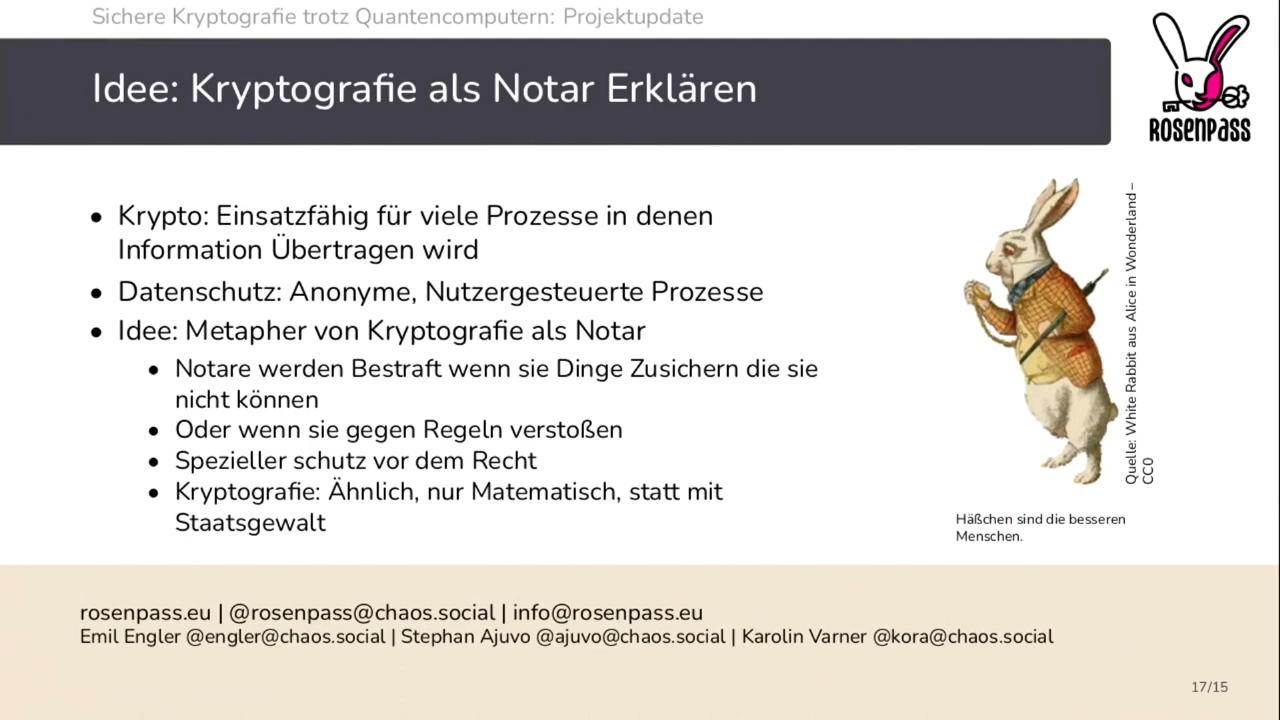 Sichere Kryptografie trotz Quantencomputern: Projektupdate
Idee: Kryptografie als Notar Erklären
ROSENPASS
• Krypto: Einsatzfähig für viele Prozesse in denen
Information Übertragen wird
• Datenschutz: Anonyme, Nutzergesteuerte Prozesse
• Idee: Metapher von Kryptografie als Notar
• Notare werden Bestraft wenn sie Dinge Zusichern die sie
nicht können
• Oder wenn sie gegen Regeln verstoßen
• Spezieller schutz vor dem Recht
• Kryptografie: Ähnlich, nur Matematisch, statt mit
Staatsgewalt
Quelle: White Rabbit aus Alice in Wonderland –
CC0
Häßchen sind die besseren
Menschen.
rosenpass.eu | @rosenpass@chaos.social | info@rosenpass.eu
Emil Engler @engler@chaos.social | Stephan Ajuvo @ajuvo@chaos.social | Karolin Varner @kora@chaos.social
17/15